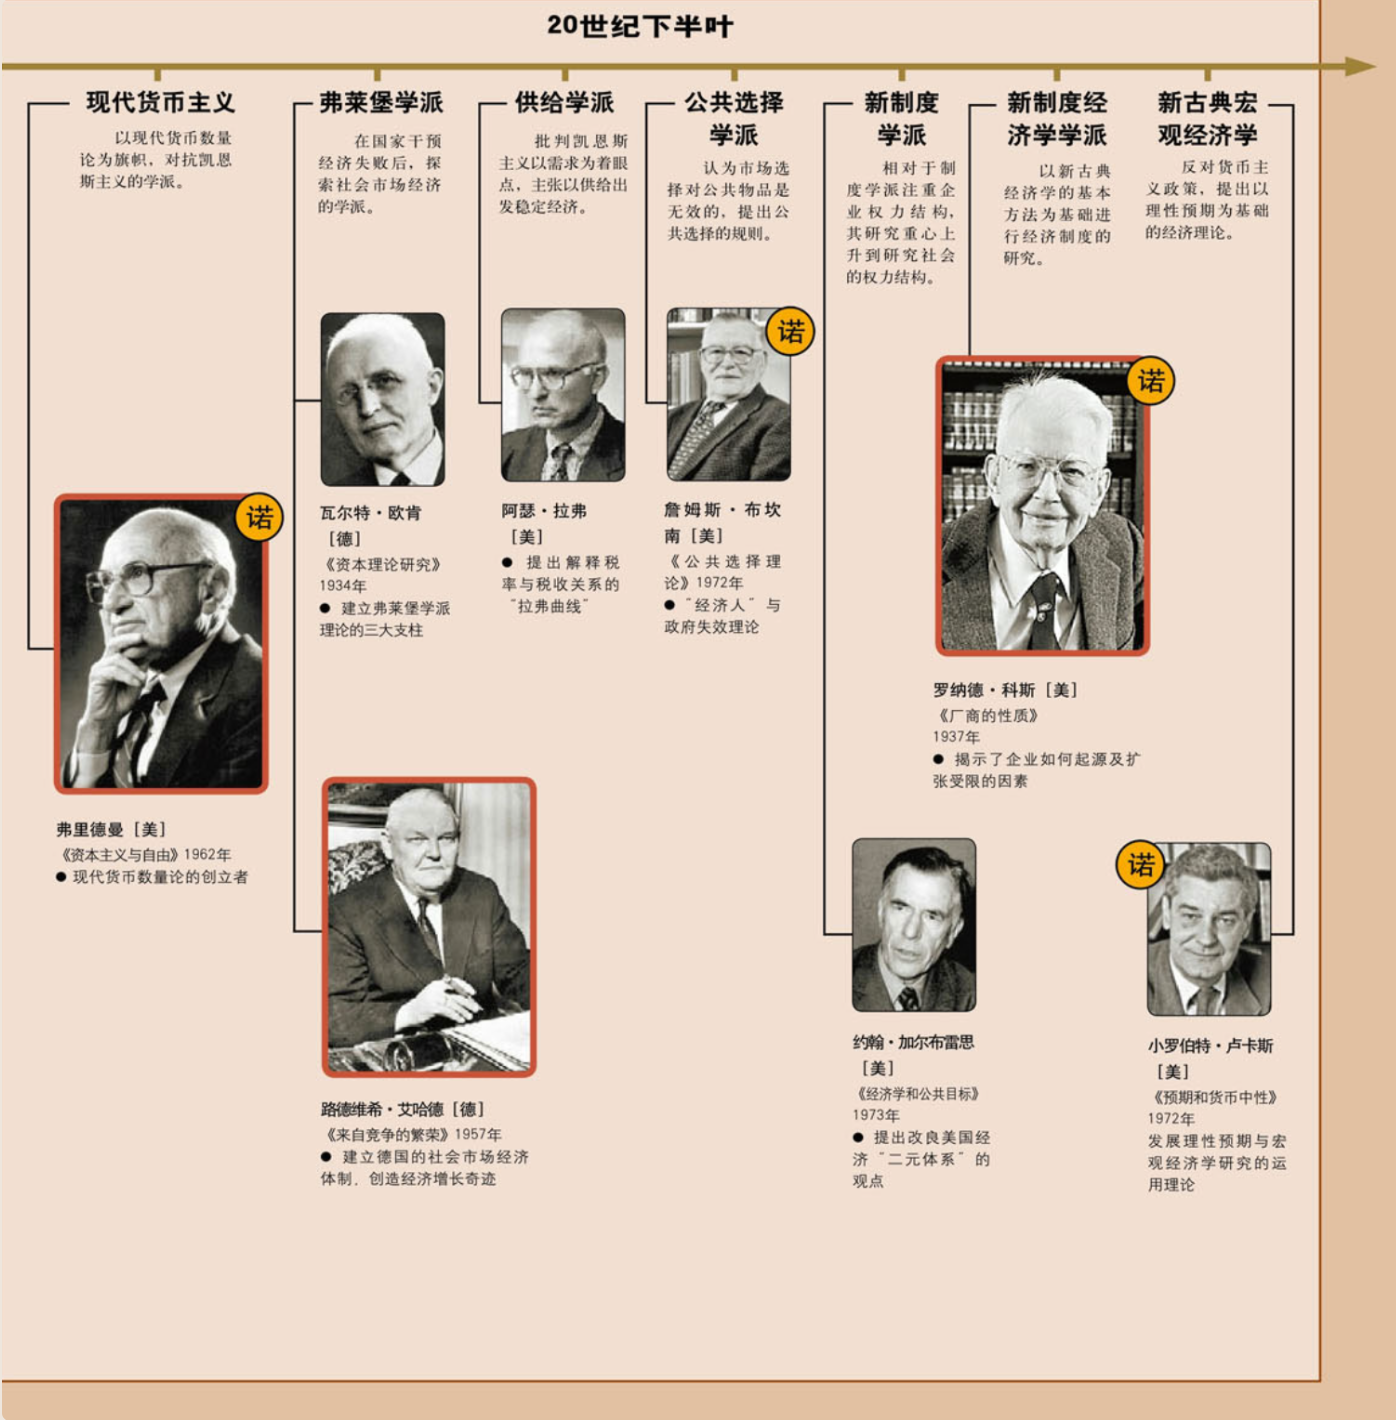 20世纪下半叶
现代货币主义
以现代货币数量
论为旗帜，对抗凯恩
斯主义的学派。
诺
弗里德曼［美］
《资本主义与自由》1962年
● 现代货币数量论的创立者
弗莱堡学派
在国家干预
经济失败后，探
索社会市场经济
的学派。
瓦尔特·欧肯
［德］
《资本理论研究》
1934年
● 建立弗莱堡学派
理论的三大支柱
路德维希·艾哈德［德］
《来自竞争的繁荣》1957年
● 建立德国的社会市场经济
体制，创造经济增长奇迹
供给学派
批判凯恩斯
主义以需求为着眼
点，主张以供给出
发稳定经济。
阿瑟·拉弗
［美］
● 提出解释税
率与税收关系的
“拉弗曲线”
公共选择
学派
认为市场选
择对公共物品是
无效的，提出公
共选择的规则。
诺
詹姆斯·布坎
南［美］
《公共选择理
论》1972年
● “经济人”与
政府失效理论
新制度
学派
相对于制
度学派注重企
业权力结构，
其研究重心上
升到研究社会
的权力结构。
约翰·加尔布雷思
［美］
《经济学和公共目标》
1973年
● 提出改良美国经
济“二元体系”的
观点
新制度经
济学学派
以新古典
经济学的基本
方法为基础进
行经济制度的
研究。
诺
罗纳德·科斯［美］
《厂商的性质》
1937年
● 揭示了企业如何起源及扩
张受限的因素
新古典宏
观经济学
反对货币主
义政策，提出以
理性预期为基础
的经济理论。
诺
小罗伯特·卢卡斯
［美］
《预期和货币中性》
1972年
发展理性预期与宏
观经济学研究的运
用理论